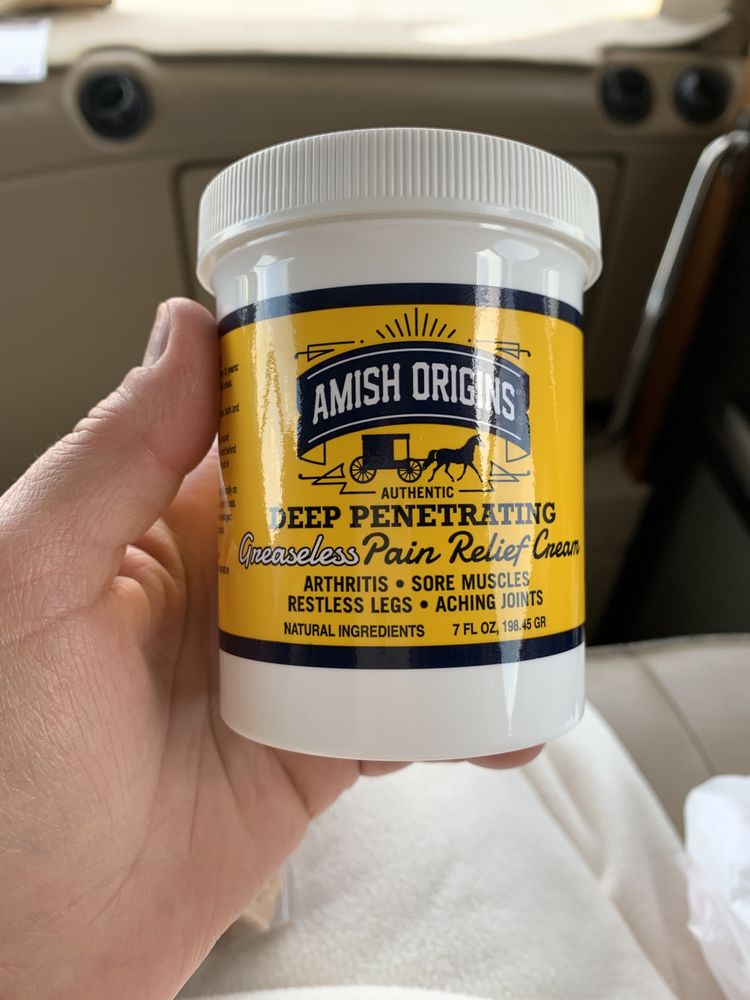 AMISH ORIGINS
AUTHENTIC
DEEP PENETRATING
Greaseless Pain Relief Cream
ARTHRITIS • SORE MUSCLES
RESTLESS LEGS • ACHING JOINTS
NATURAL INGREDIENTS 7 FL OZ, 198.45 GR